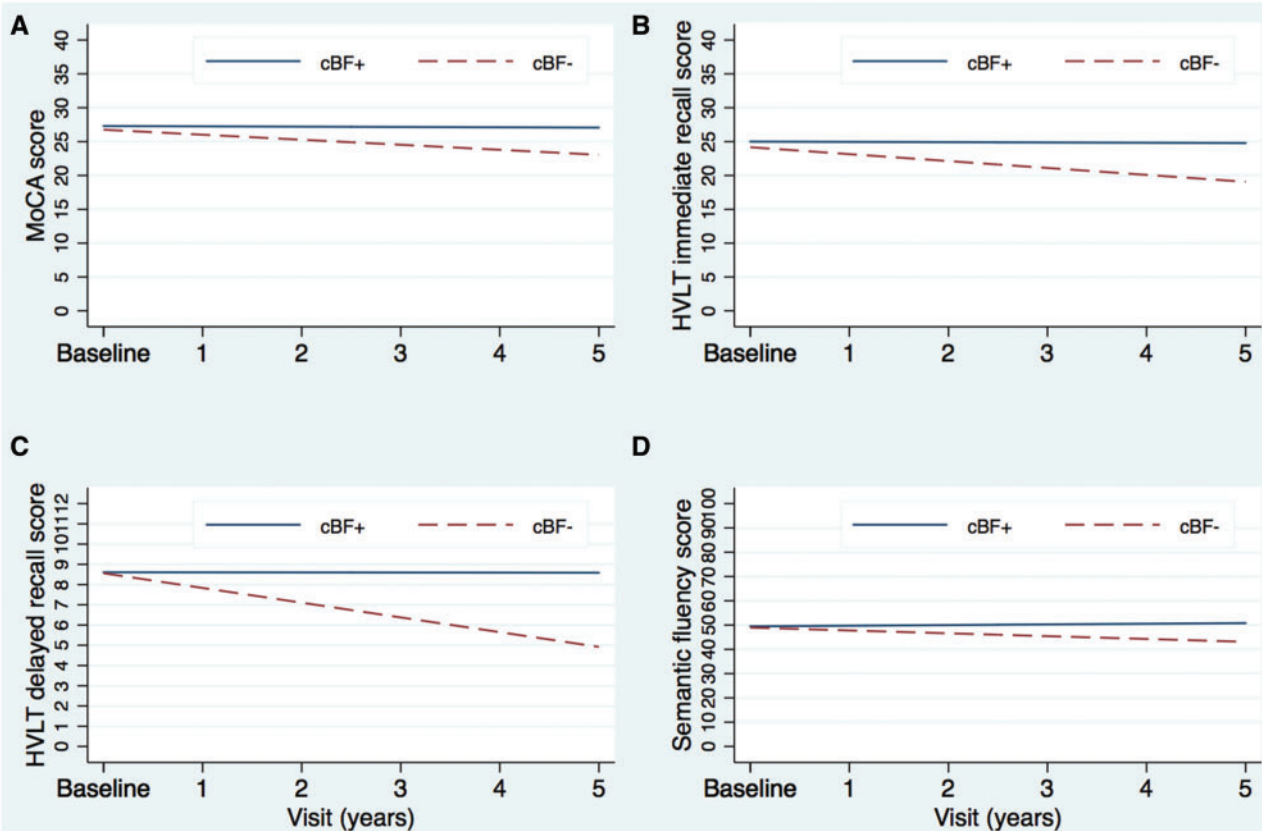 A
MoCA score
40
35
30
25
20
15
10
5
0
cBF+ cBF-
Baseline 1 2 3 4 5
B
HVLT immediate recall score
40
35
30
25
20
15
10
5
0
cBF+ cBF-
Baseline 1 2 3 4 5
C
HVLT delayed recall score
0 1 2 3 4 5 6 7 8 9 10 11 12
cBF+ cBF-
Baseline 1 2 3 4 5
Visit (years)
D
Semantic fluency score
0 10 20 30 40 50 60 70 80 90 100
cBF+ cBF-
Baseline 1 2 3 4 5
Visit (years)